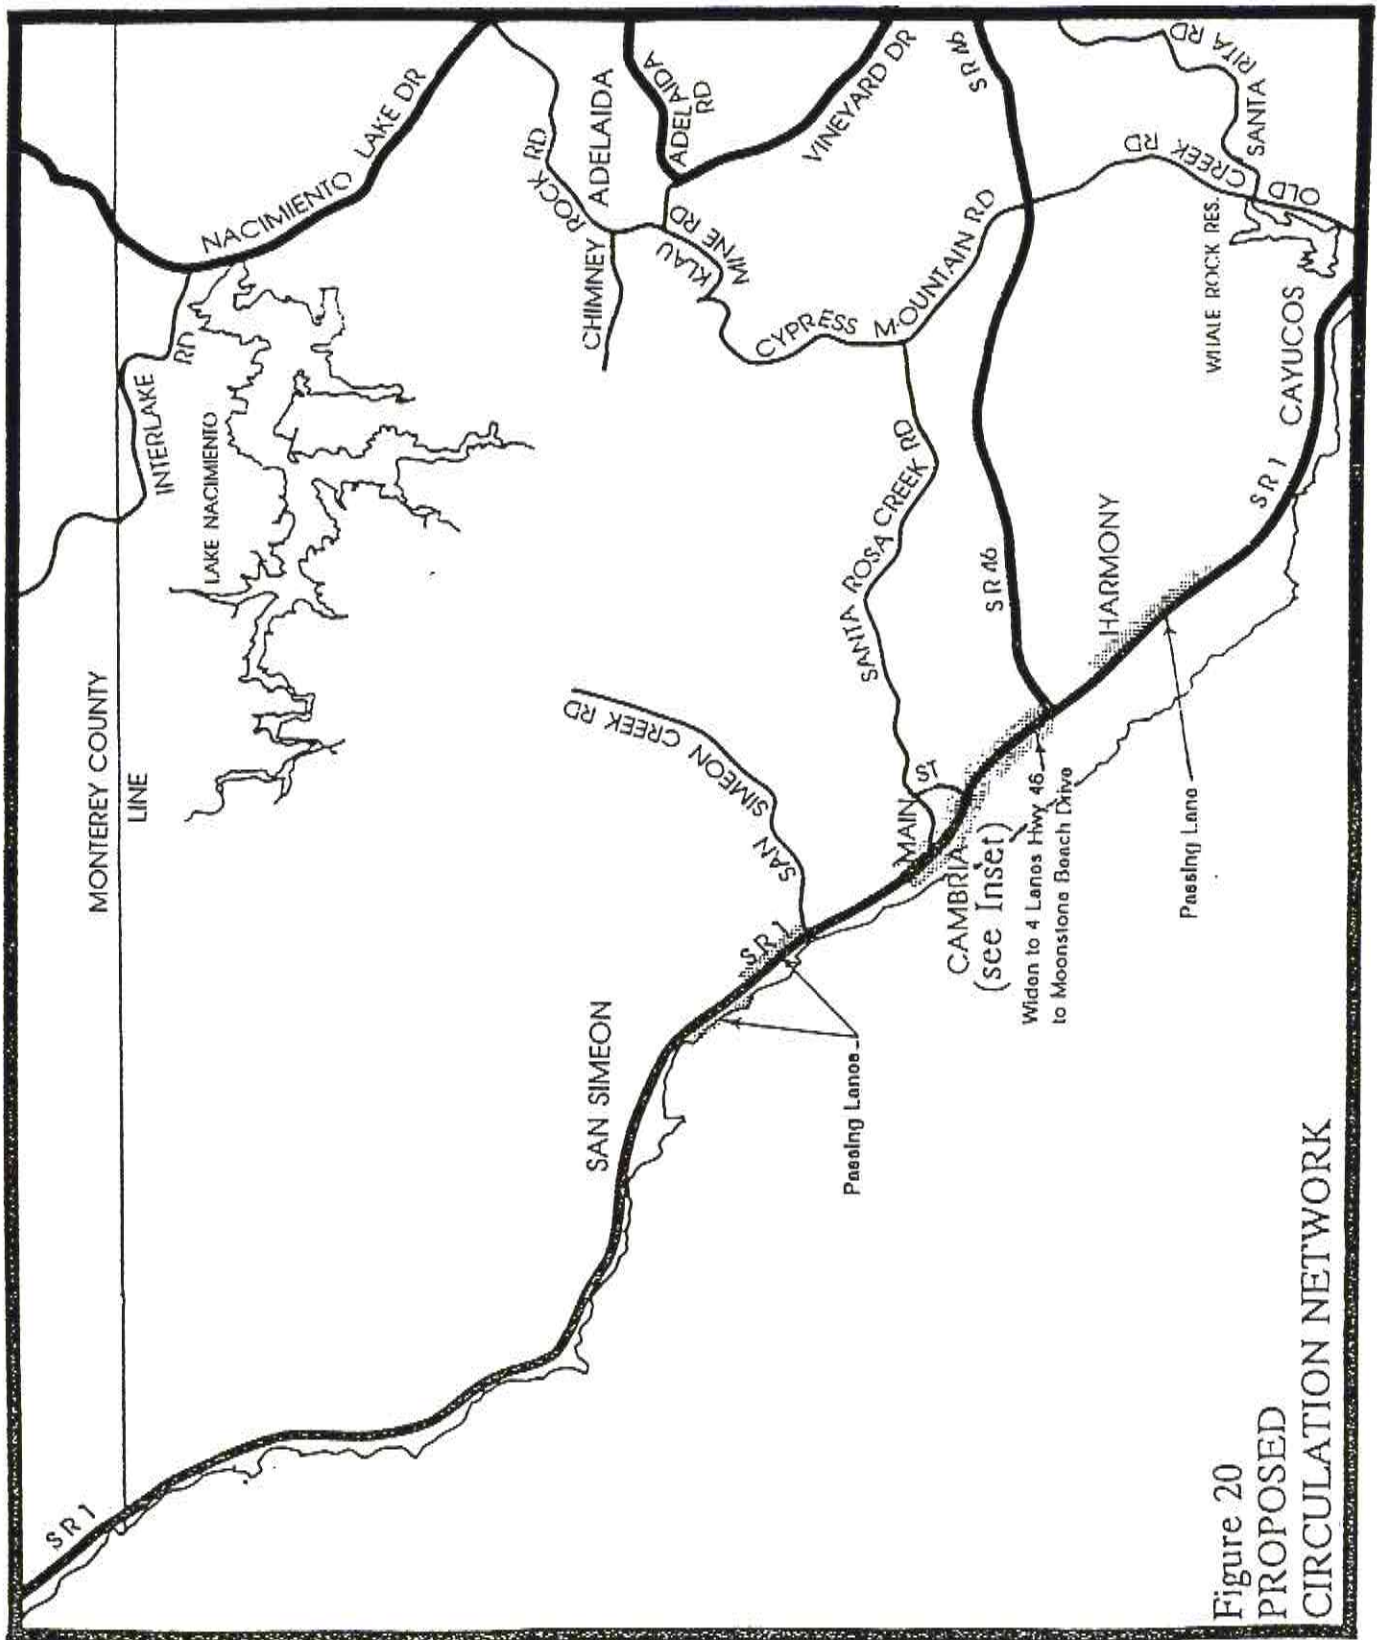 SR 1
MONTEREY COUNTY
LINE
INTERLAKE
RD
NACIMIENTO LAKE DR
LAKE NACIMIENTO
SAN SIMEON
SAN SIMEON CREEK RD
SR 1
Passing Lanes
CHIMNEY ROCK RD
ADELAIDA
ADELAIDA
RD
KLAU
MINE RD
VINEYARD DR
CYPRESS MOUNTAIN RD
SANTA ROSA CREEK RD
MAIN ST
CAMBRIA
(see Inset)
Widen to 4 Lanes Hwy 46
to Moonstone Beach Drive
SR 46
SR 46
HARMONY
Passing Lane
SR 1
CAYUCOS
WHALE ROCK RES.
OLD CREEK RD
SANTA RITA RD
Figure 20
PROPOSED
CIRCULATION NETWORK